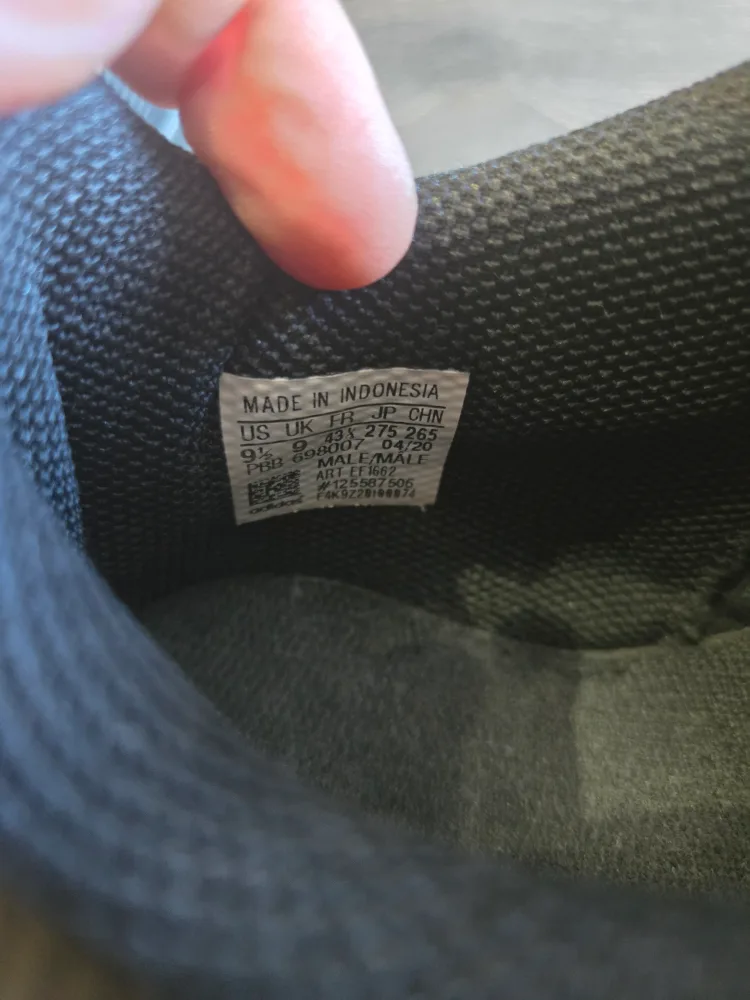 MADE IN INDONESIA
US UK FR JP CHN
9½ 9 43⅓ 275 265
PBB 698007 04/20
MALE/MALE
ART EF1662
#125587506
adidas